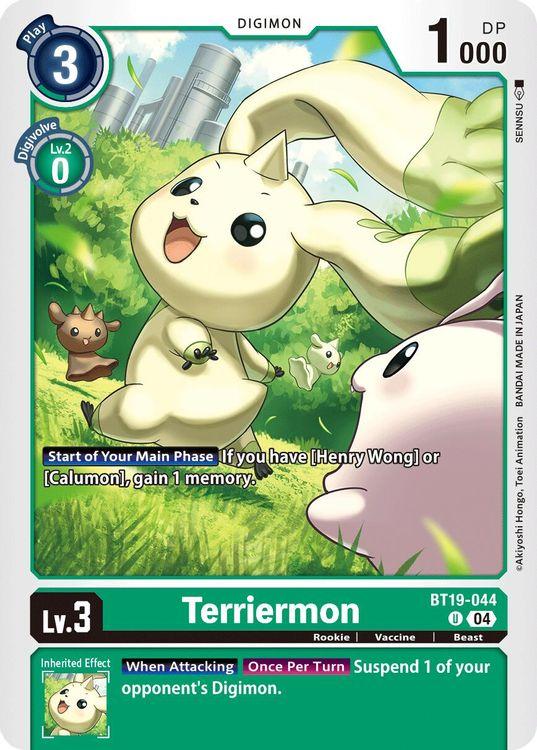 Play
3
DIGIMON
DP
1000
Digivolve
Lv.2
0
SENNSU
©Akiyoshi Hongo, Toei Animation BANDAI MADE IN JAPAN
Start of Your Main Phase If you have [Henry Wong] or
[Calumon], gain 1 memory.
Lv.3
Terriermon
BT19-044
U 04
Rookie | Vaccine | Beast
Inherited Effect
When Attacking Once Per Turn Suspend 1 of your
opponent's Digimon.